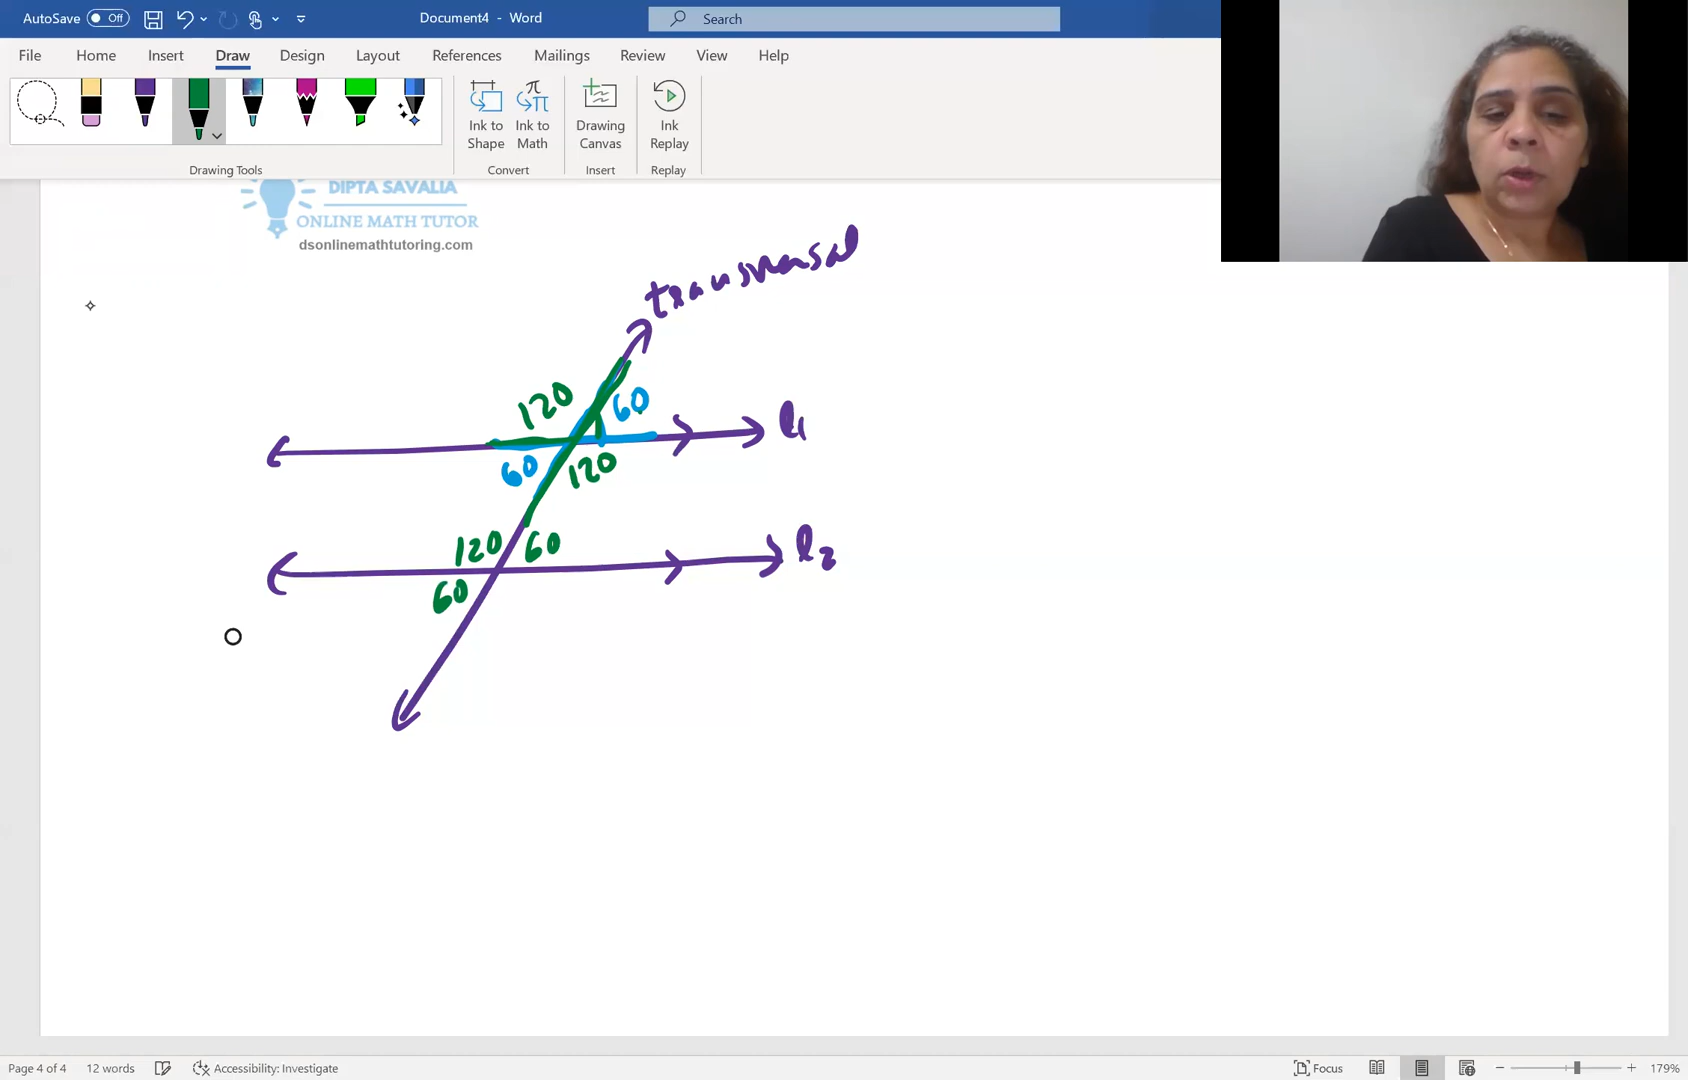 AutoSave Off Document4 - Word Search
File Home Insert Draw Design Layout References Mailings Review View Help
π
π
Ink to Shape
Ink to Math
Drawing Canvas
Ink Replay
Drawing Tools Convert Insert Replay
DIPTA SAVALIA
ONLINE MATH TUTOR
dsonlinemathtutoring.com
transversal
120 60 l1
60 120
120 60 l2
60
Page 4 of 4 12 words Accessibility: Investigate Focus 179%